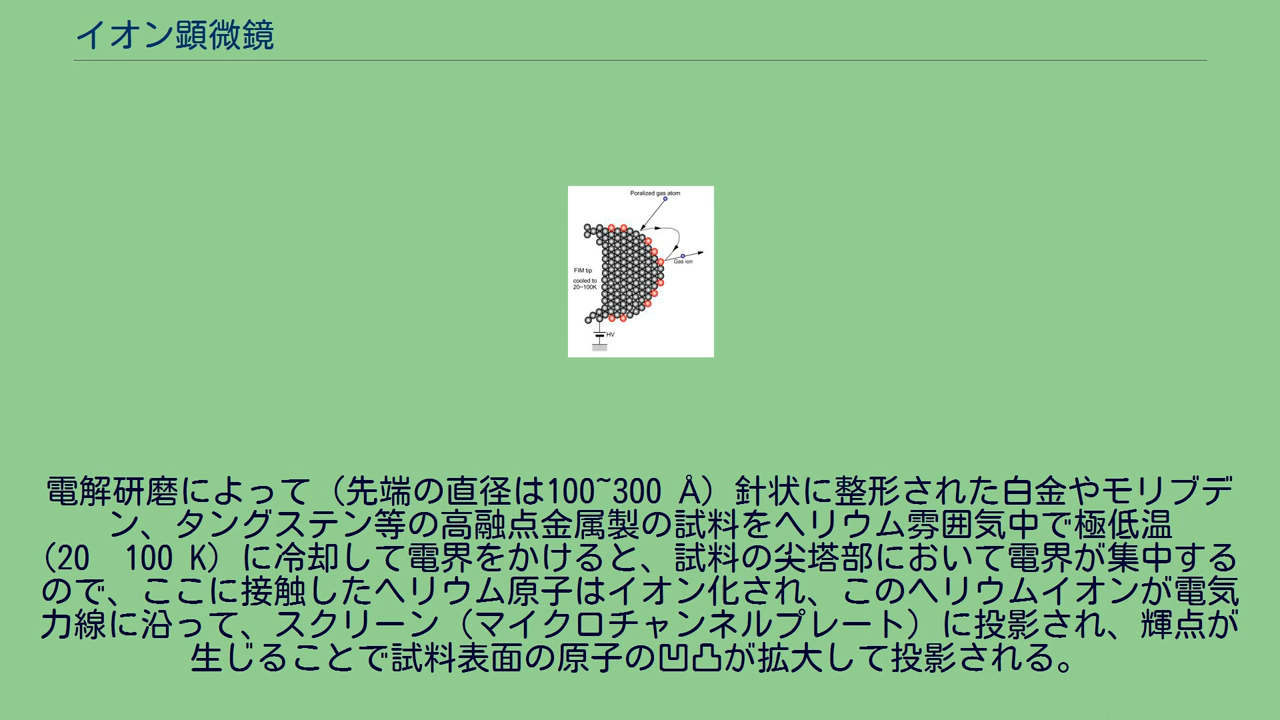 イオン顕微鏡
Poralized gas atom
Gas ion
FIM tip
cooled to
20~100K
HV
電解研磨によって（先端の直径は100~300 Å）針状に整形された白金やモリブデ
ン、タングステン等の高融点金属製の試料をヘリウム雰囲気中で極低温
(20　100 K）に冷却して電界をかけると、試料の尖塔部において電界が集中する
ので、ここに接触したヘリウム原子はイオン化され、このヘリウムイオンが電気
力線に沿って、スクリーン（マイクロチャンネルプレート）に投影され、輝点が
生じることで試料表面の原子の凹凸が拡大して投影される。